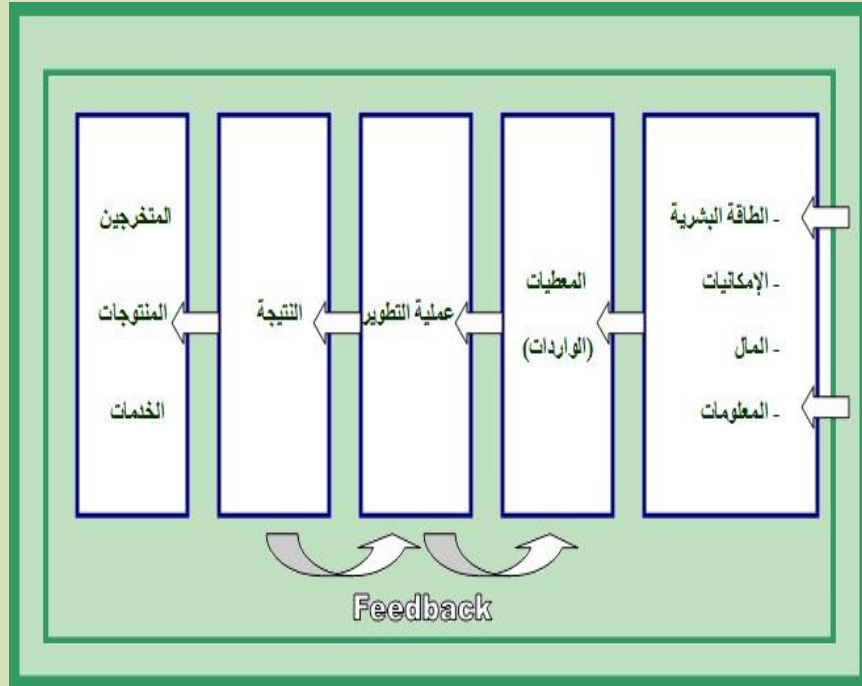 - الطاقة البشرية
- الإمكانيات
- المال
- المعلومات
المعطيات
(الواردات)
عملية التطوير
النتيجة
المتخرجين
المنتوجات
الخدمات
Feedback